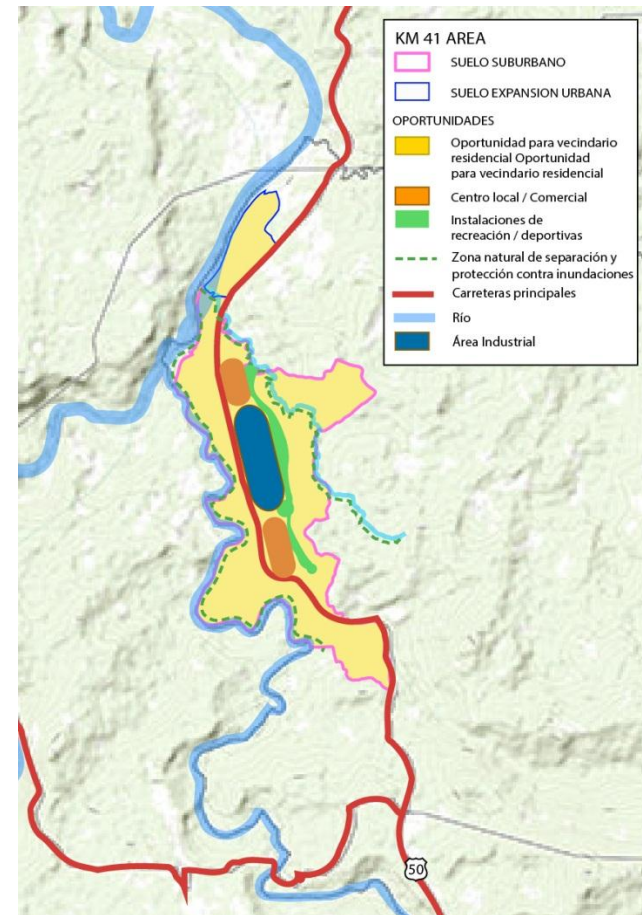 KM 41 AREA
SUELO SUBURBANO
SUELO EXPANSION URBANA
OPORTUNIDADES
Oportunidad para vecindario
residencial Oportunidad
para vecindario residencial
Centro local / Comercial
Instalaciones de
recreación / deportivas
Zona natural de separación y
protección contra inundaciones
Carreteras principales
Río
Área Industrial
50